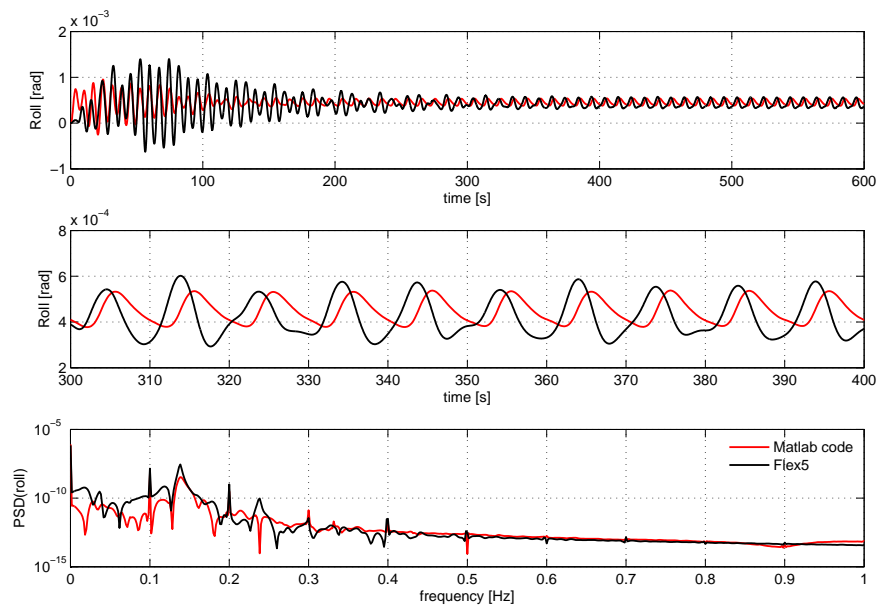 x 10⁻³
2
1
0
−1
Roll [rad]
0 100 200 300 400 500 600
time [s]
x 10⁻⁴
8
6
4
2
Roll [rad]
300 310 320 330 340 350 360 370 380 390 400
time [s]
10⁻⁵
10⁻¹⁰
10⁻¹⁵
PSD(roll)
Matlab code
Flex5
0 0.1 0.2 0.3 0.4 0.5 0.6 0.7 0.8 0.9 1
frequency [Hz]